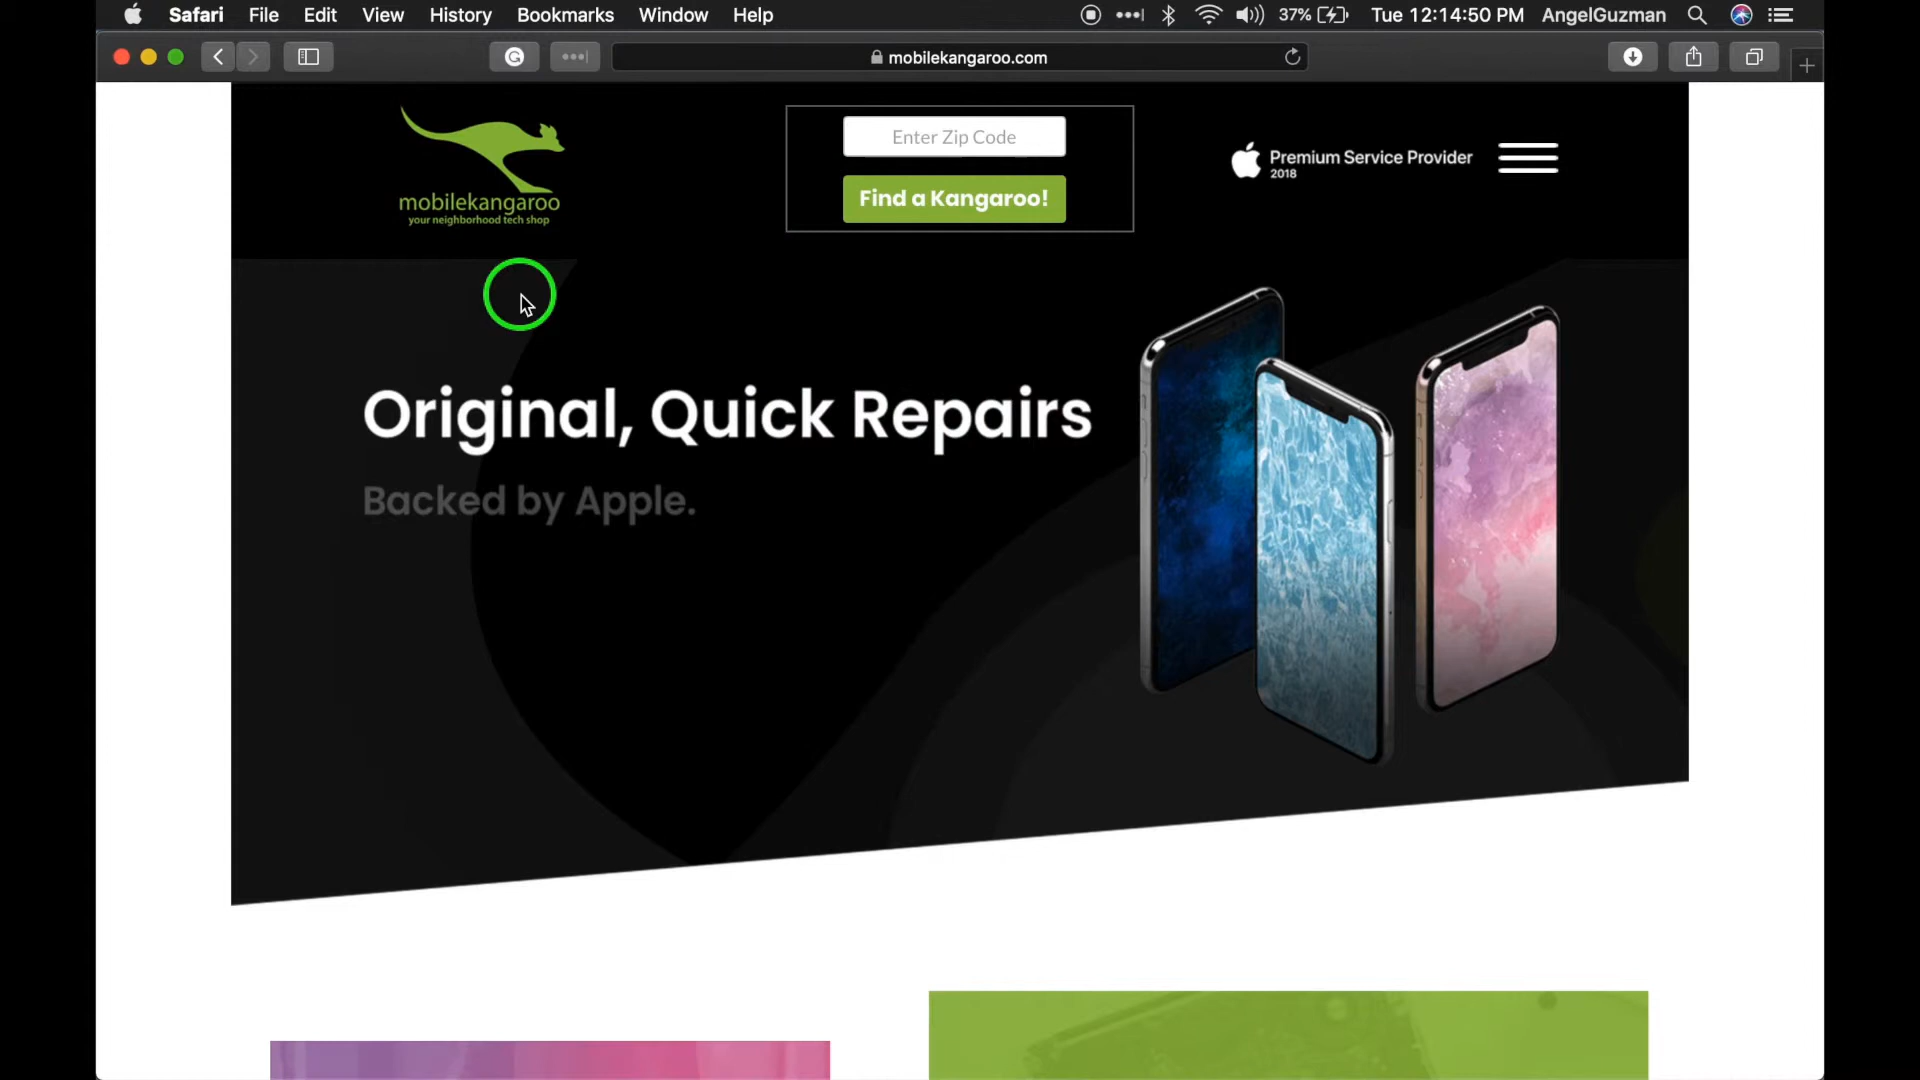 Safari File Edit View History Bookmarks Window Help 37% Tue 12:14:50 PM AngelGuzman
mobilekangaroo.com
mobilekangaroo
your neighborhood tech shop
Enter Zip Code
Find a Kangaroo!
Premium Service Provider
2018
Original, Quick Repairs
Backed by Apple.